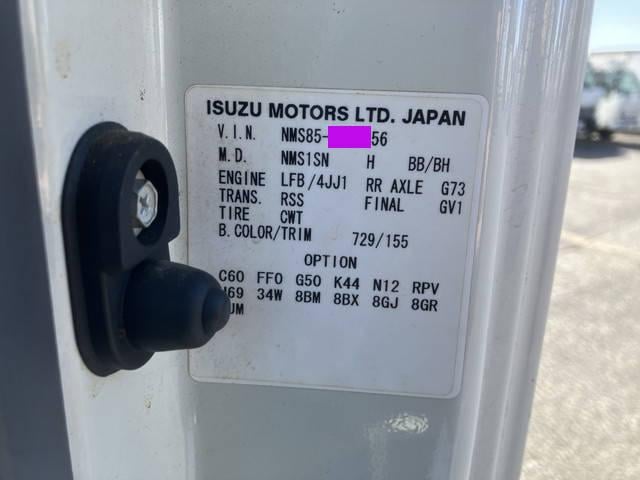 ISUZU MOTORS LTD. JAPAN
V.I.N. NMS85- 56
M.D. NMS1SN H BB/BH
ENGINE LFB/4JJ1 RR AXLE G73
TRANS. RSS FINAL GV1
TIRE CWT
B.COLOR/TRIM 729/155
OPTION
C60 FF0 G50 K44 N12 RPV
34W 8BM 8BX 8GJ 8GR